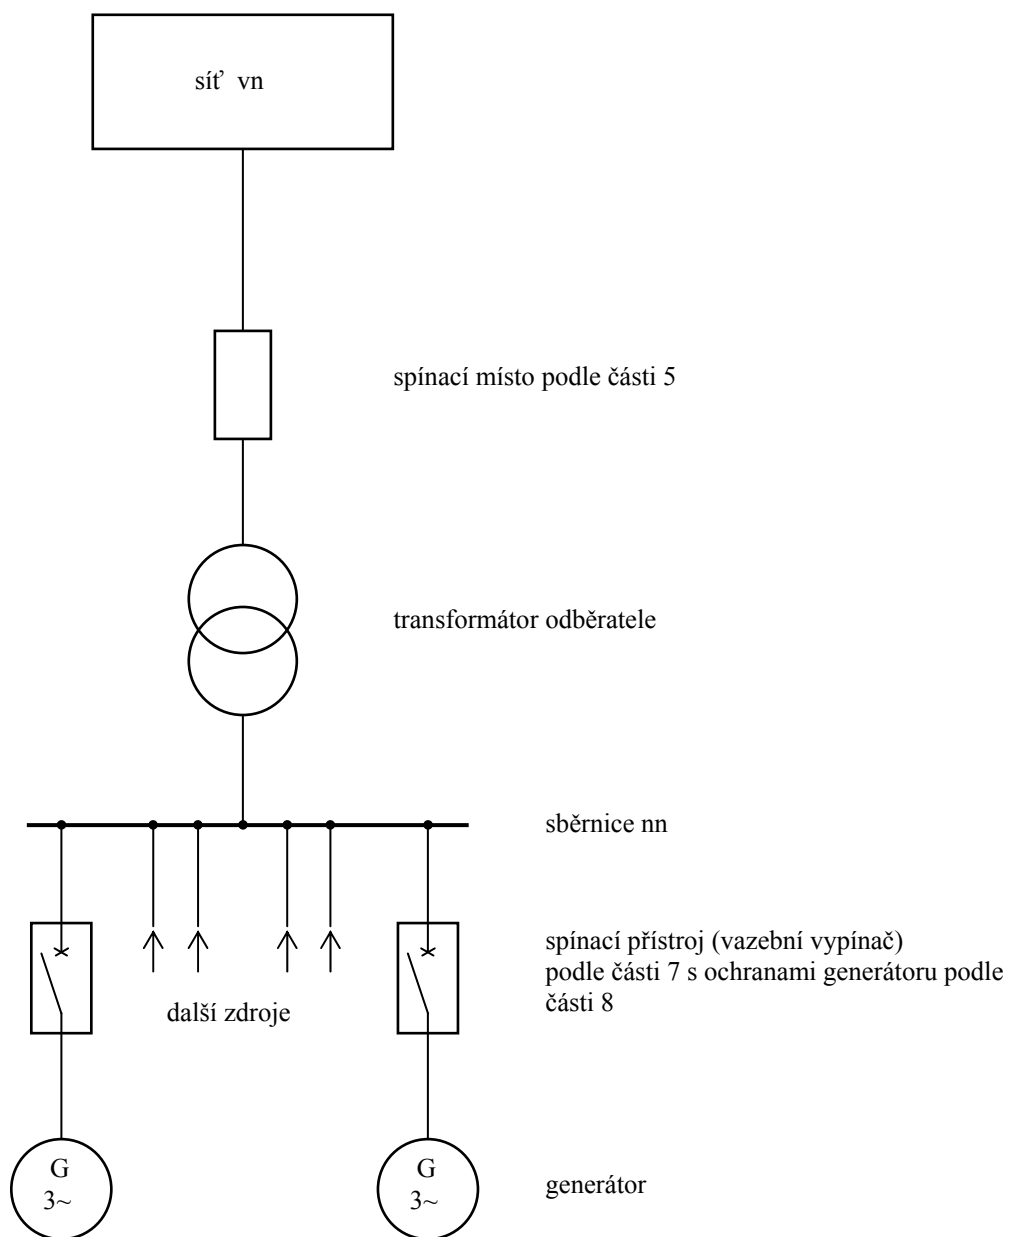 síť vn
spínací místo podle části 5
transformátor odběratele
sběrnice nn
spínací přístroj (vazební vypínač)
podle části 7 s ochranami generátoru podle
části 8
další zdroje
G
3~
G
3~
generátor